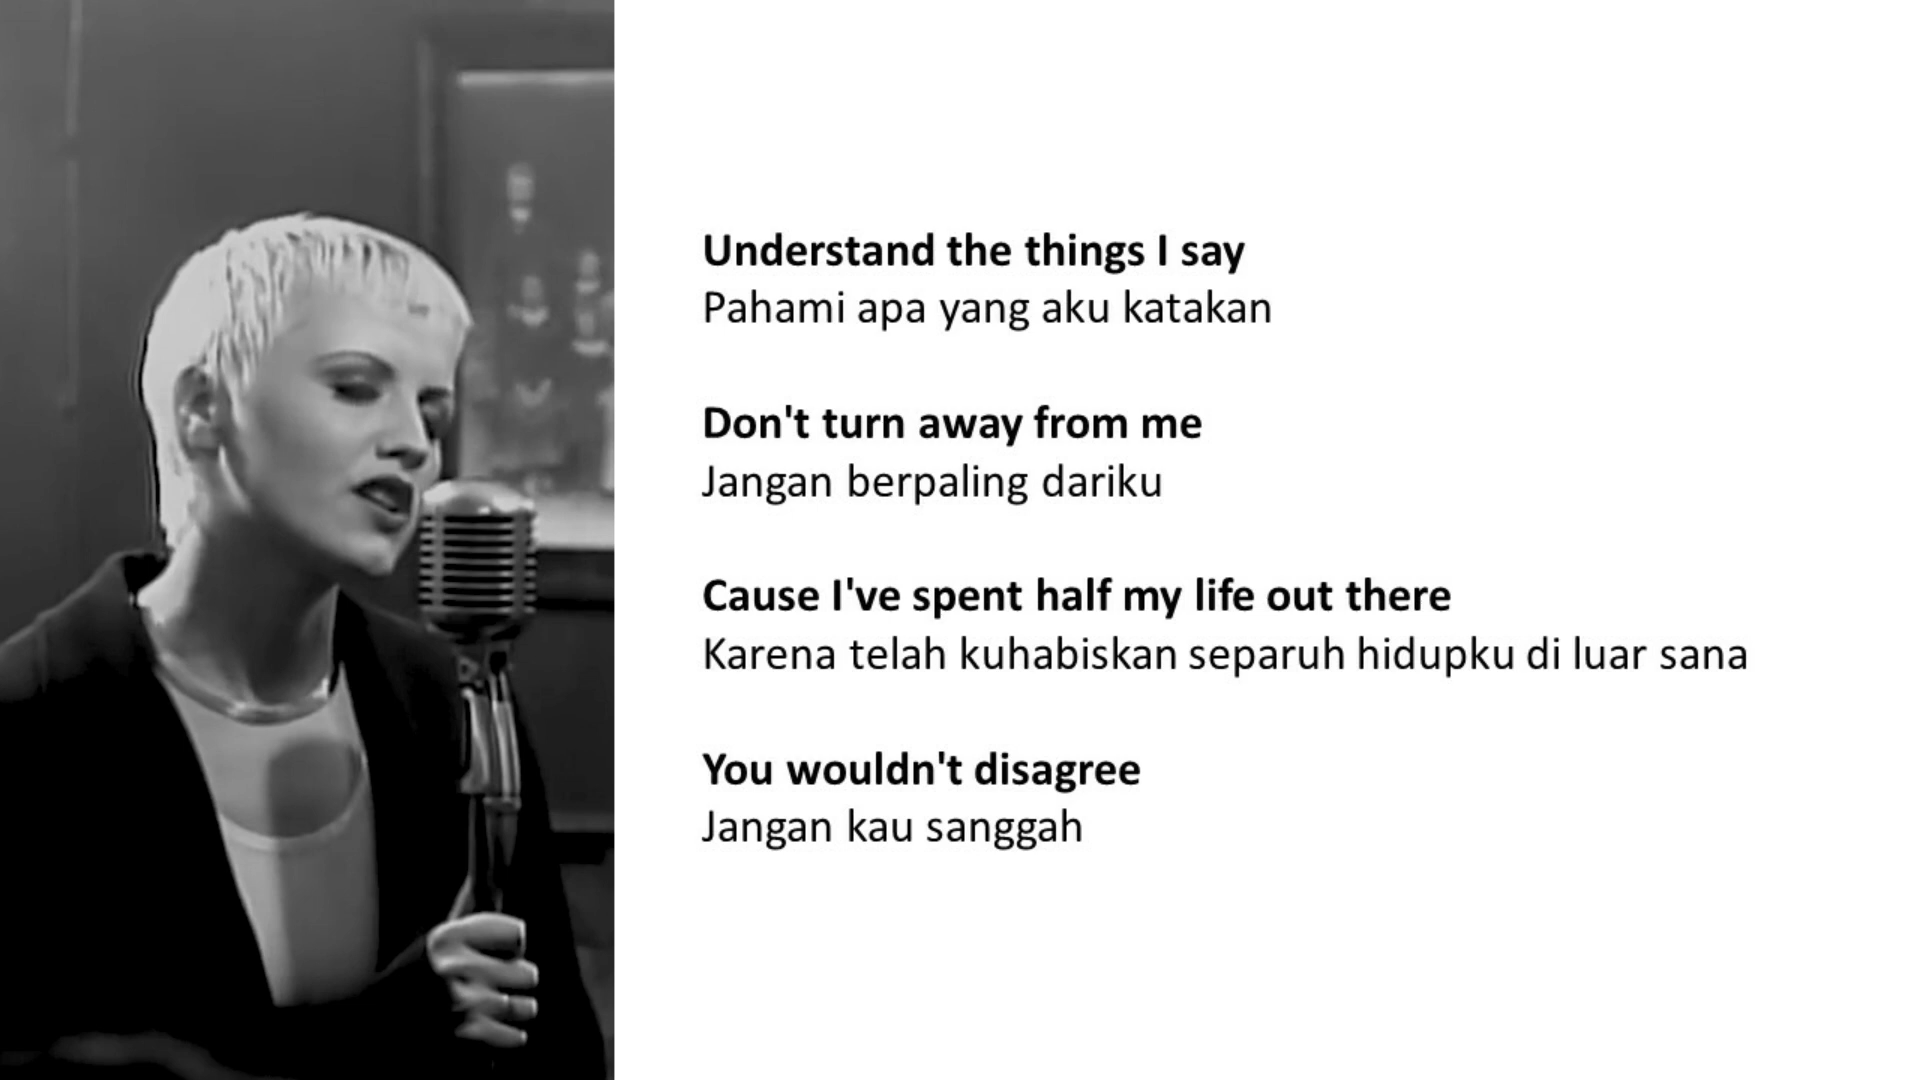 Understand the things I say
Pahami apa yang aku katakan
Don't turn away from me
Jangan berpaling dariku
Cause I've spent half my life out there
Karena telah kuhabiskan separuh hidupku di luar sana
You wouldn't disagree
Jangan kau sanggah